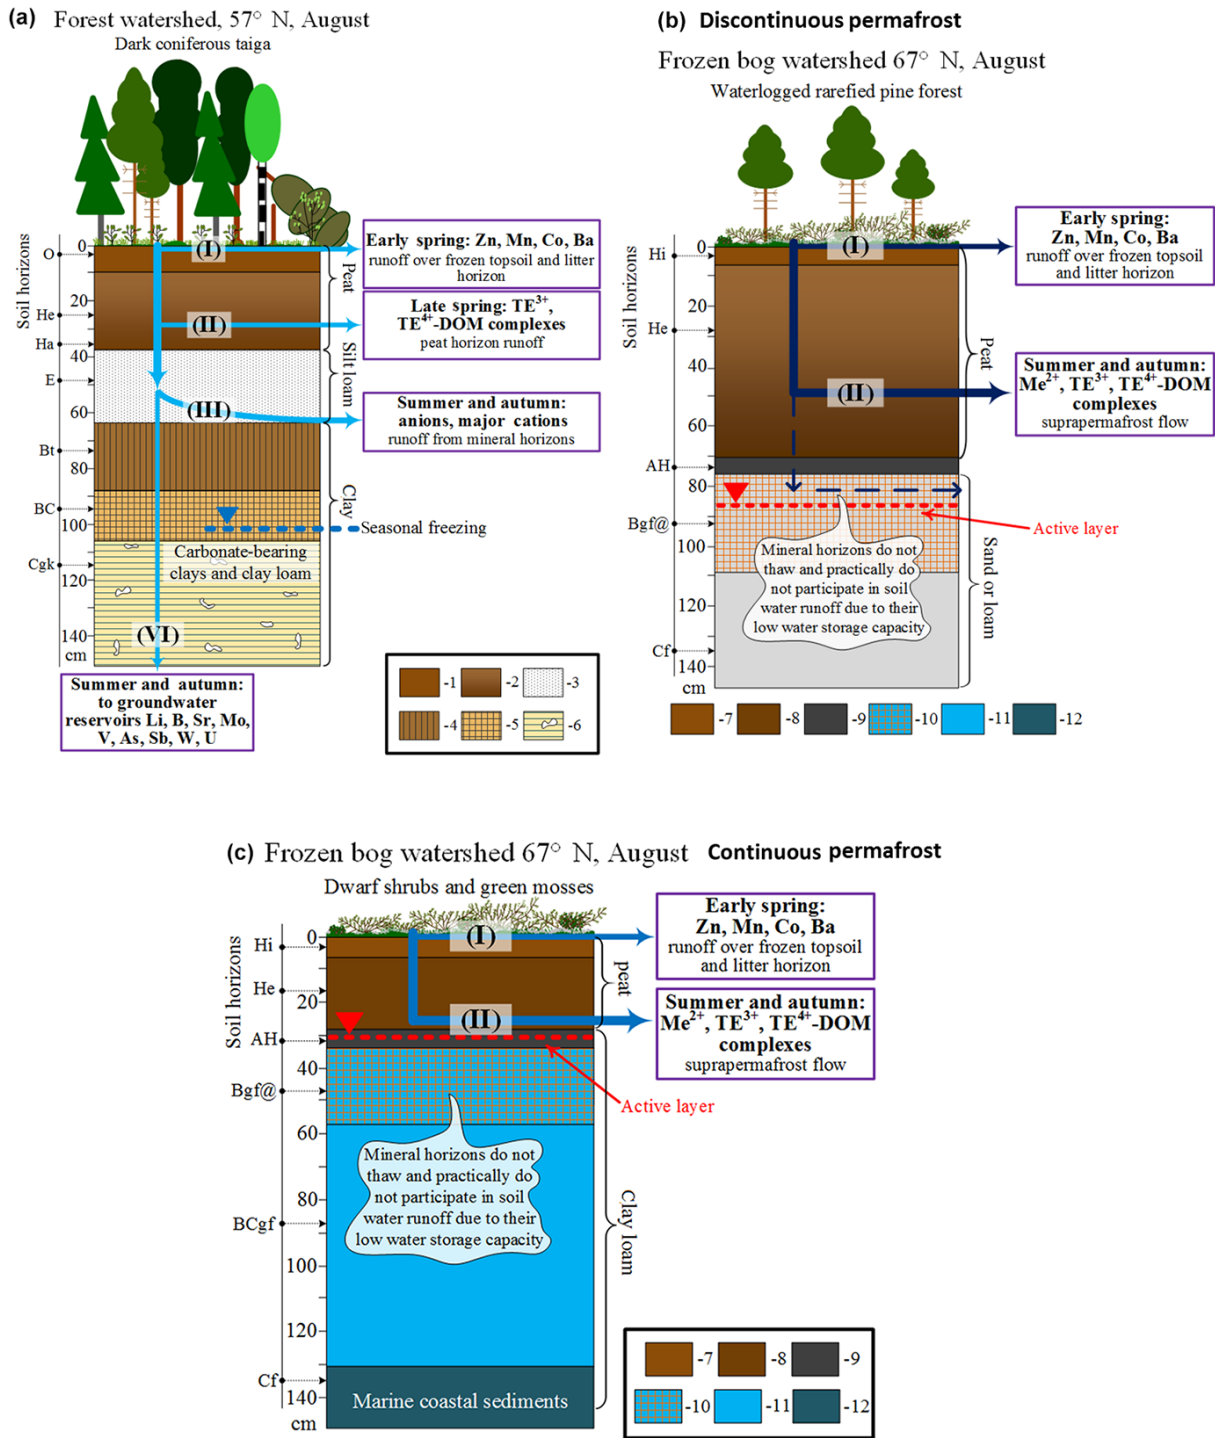 (a) Forest watershed, 57° N, August
Dark coniferous taiga
Soil horizons
0
20
40
60
80
100
120
140
cm
O
He
Ha
E
Bt
BC
Cgk
(I)
(II)
(III)
(VI)
Peat
Silt loam
Clay
Early spring: Zn, Mn, Co, Ba
runoff over frozen topsoil and litter
horizon
Late spring: TE3+,
TE4+-DOM complexes
peat horizon runoff
Summer and autumn:
anions, major cations
runoff from mineral horizons
Seasonal freezing
Carbonate-bearing
clays and clay loam
Summer and autumn:
to groundwater
reservoirs Li, B, Sr, Mo,
V, As, Sb, W, U
-1
-2
-3
-4
-5
-6
(b) Discontinuous permafrost
Frozen bog watershed 67° N, August
Waterlogged rarefied pine forest
Soil horizons
0
20
40
60
80
100
120
140
cm
Hi
He
AH
Bgf@
Cf
(I)
(II)
Peat
Sand or loam
Early spring:
Zn, Mn, Co, Ba
runoff over frozen topsoil
and litter horizon
Summer and autumn:
Me2+, TE3+, TE4+-DOM
complexes
suprapermafrost flow
Active layer
Mineral horizons do not
thaw and practically do
not participate in soil
water runoff due to their
low water storage capacity
-7
-8
-9
-10
-11
-12
(c) Frozen bog watershed 67° N, August Continuous permafrost
Dwarf shrubs and green mosses
Soil horizons
0
20
40
60
80
100
120
140
cm
Hi
He
AH
Bgf@
BCgf
Cf
(I)
(II)
peat
Clay loam
Early spring:
Zn, Mn, Co, Ba
runoff over frozen topsoil
and litter horizon
Summer and autumn:
Me2+, TE3+, TE4+-DOM
complexes
suprapermafrost flow
Active layer
Mineral horizons do not
thaw and practically do
not participate in soil
water runoff due to their
low water storage capacity
Marine coastal sediments
-7
-8
-9
-10
-11
-12